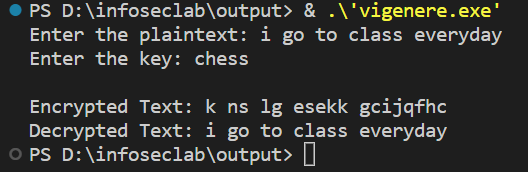 PS D:\infoseclab\output> & .\'vigenere.exe'
Enter the plaintext: i go to class everyday
Enter the key: chess

Encrypted Text: k ns lg esekk gcijqfhc
Decrypted Text: i go to class everyday
PS D:\infoseclab\output>